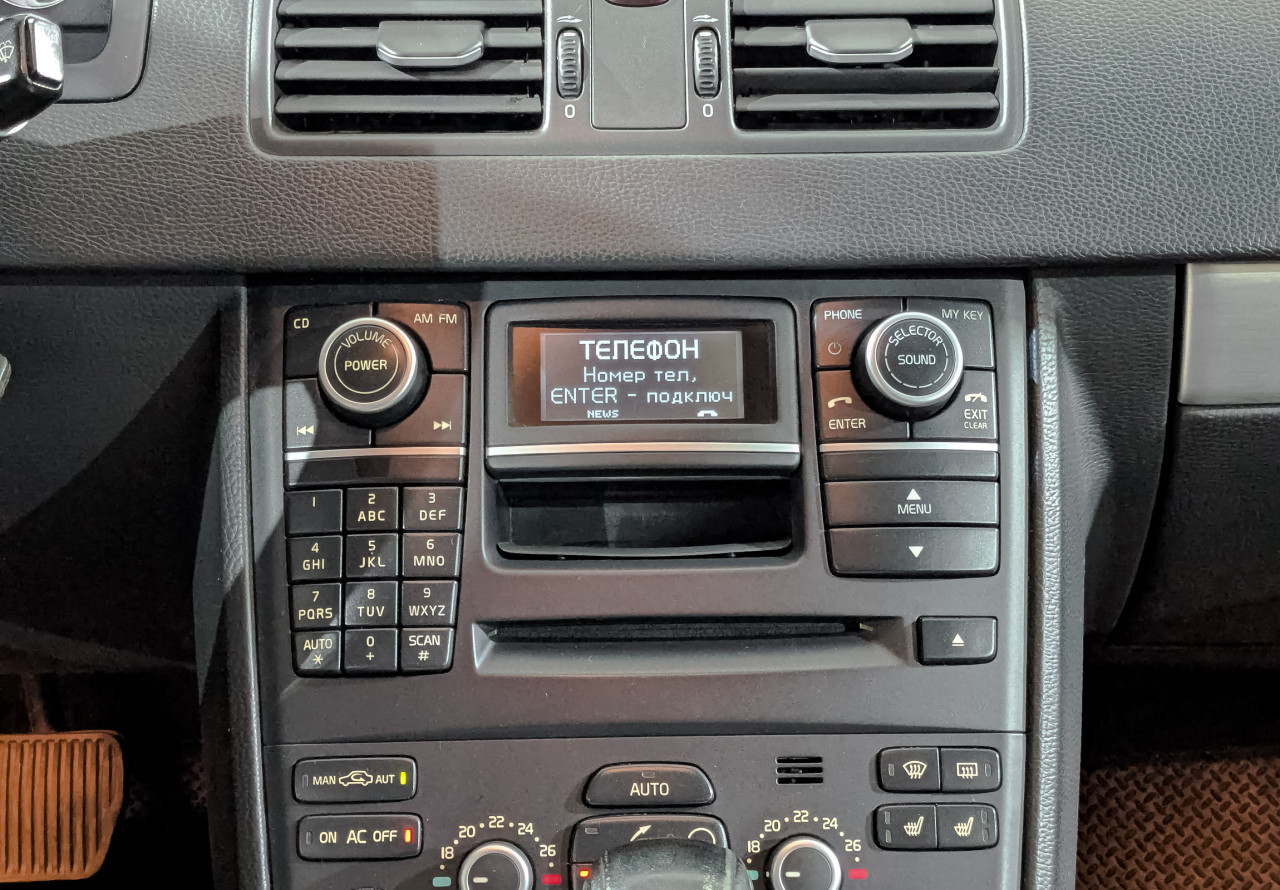 0 0
CD
AM FM
VOLUME
POWER
ТЕЛЕФОН
Номер тел,
ENTER - подключ
NEWS
PHONE
MY KEY
SELECTOR
SOUND
ENTER
EXIT
CLEAR
MENU
1
2
ABC
3
DEF
4
GHI
5
JKL
6
MNO
7
PQRS
8
TUV
9
WXYZ
AUTO
*
0
+
SCAN
#
MAN AUT
AUTO
ON AC OFF
18 20 22 24 26
18 20 22 24 26